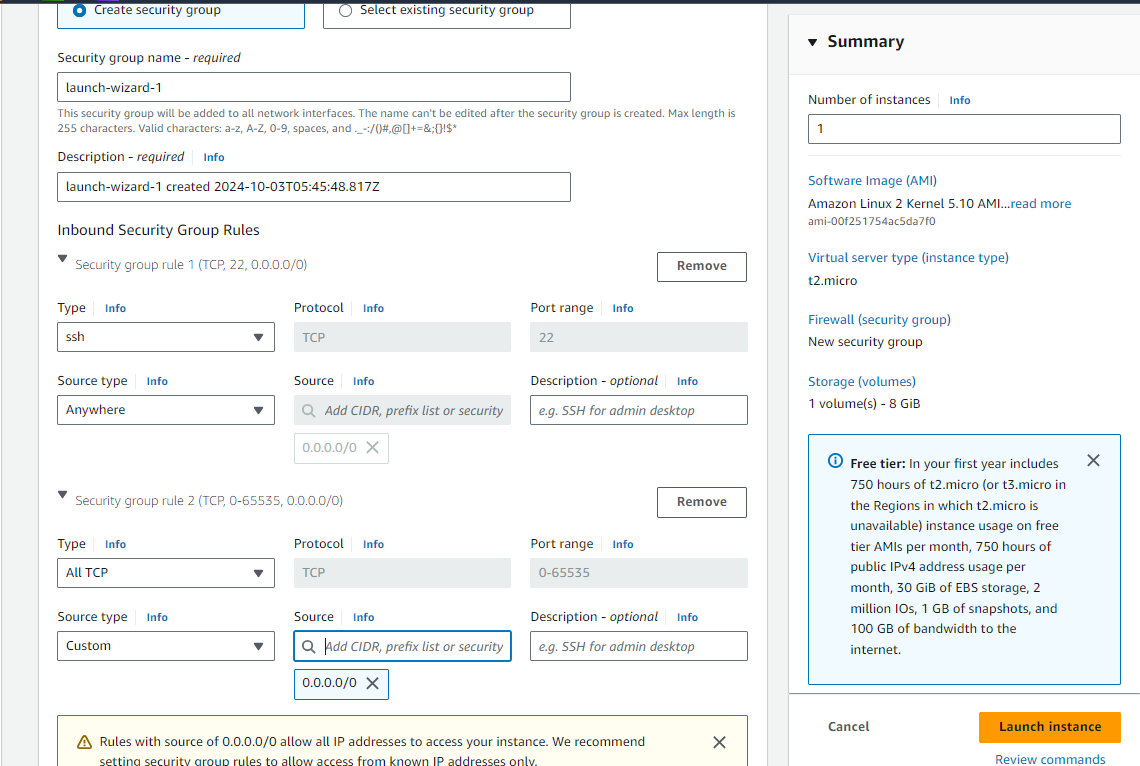 Create security group
Select existing security group
Security group name - required
launch-wizard-1
This security group will be added to all network interfaces. The name can't be edited after the security group is created. Max length is
255 characters. Valid characters: a-z, A-Z, 0-9, spaces, and ._-:/()#,@[]+=&;{}!$*
Description - required Info
launch-wizard-1 created 2024-10-03T05:45:48.817Z
Inbound Security Group Rules
Security group rule 1 (TCP, 22, 0.0.0.0/0)
Remove
Type Info
Protocol Info
Port range Info
ssh
TCP
22
Source type Info
Source Info
Description - optional Info
Anywhere
Add CIDR, prefix list or security
e.g. SSH for admin desktop
0.0.0.0/0
Security group rule 2 (TCP, 0-65535, 0.0.0.0/0)
Remove
Type Info
Protocol Info
Port range Info
All TCP
TCP
0-65535
Source type Info
Source Info
Description - optional Info
Custom
Add CIDR, prefix list or security
e.g. SSH for admin desktop
0.0.0.0/0
Rules with source of 0.0.0.0/0 allow all IP addresses to access your instance. We recommend
setting security group rules to allow access from known IP addresses only.
Summary
Number of instances Info
1
Software Image (AMI)
Amazon Linux 2 Kernel 5.10 AMI...read more
ami-00f251754ac5da7f0
Virtual server type (instance type)
t2.micro
Firewall (security group)
New security group
Storage (volumes)
1 volume(s) - 8 GiB
Free tier: In your first year includes
750 hours of t2.micro (or t3.micro in
the Regions in which t2.micro is
unavailable) instance usage on free
tier AMIs per month, 750 hours of
public IPv4 address usage per
month, 30 GiB of EBS storage, 2
million IOs, 1 GB of snapshots, and
100 GB of bandwidth to the
internet.
Cancel
Launch instance
Review commands